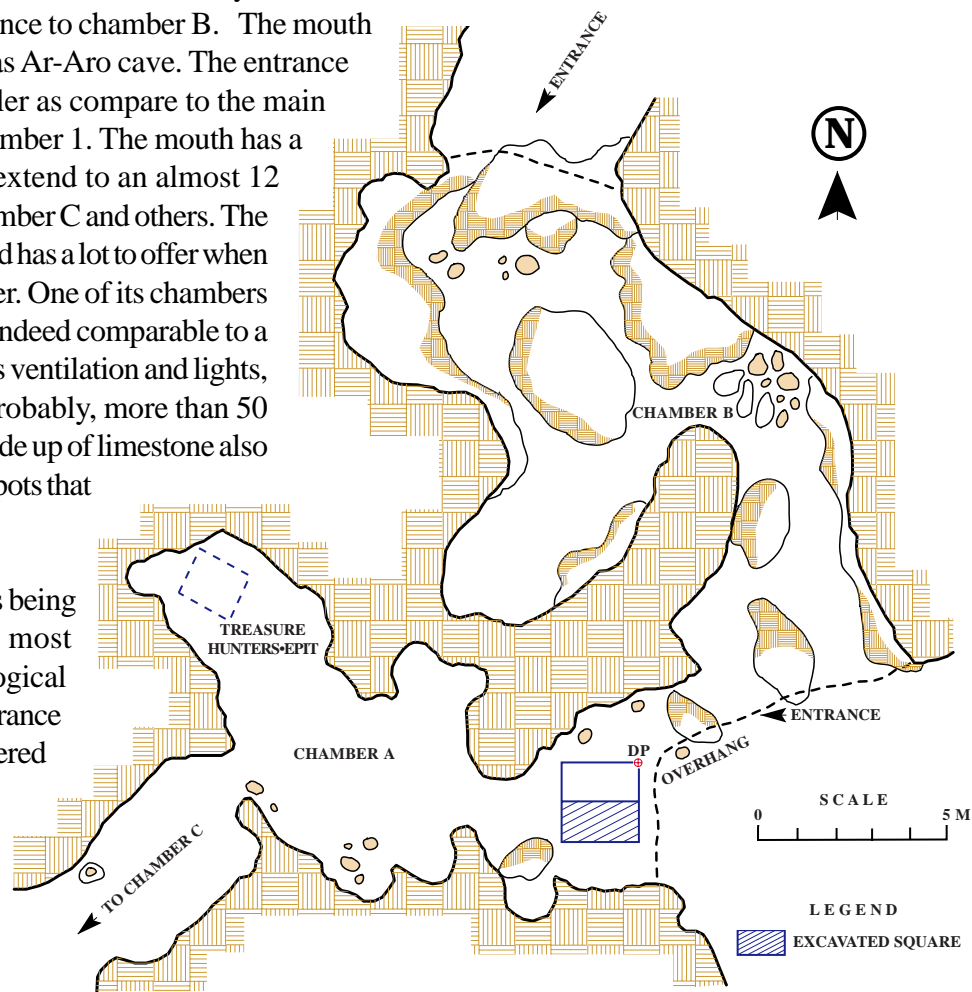 nce to chamber B. The mouth
as Ar-Aro cave. The entrance
ler as compare to the main
mber 1. The mouth has a
extend to an almost 12
mber C and others. The
d has a lot to offer when
er. One of its chambers
indeed comparable to a
s ventilation and lights,
robably, more than 50
de up of limestone also
pots that
s being
most
ogical
rance
ered
ENTRANCE
N
CHAMBER B
TREASURE
HUNTERS•EPIT
CHAMBER A
ENTRANCE
DP
OVERHANG
SCALE
0 5 M
TO CHAMBER C
LEGEND
EXCAVATED SQUARE